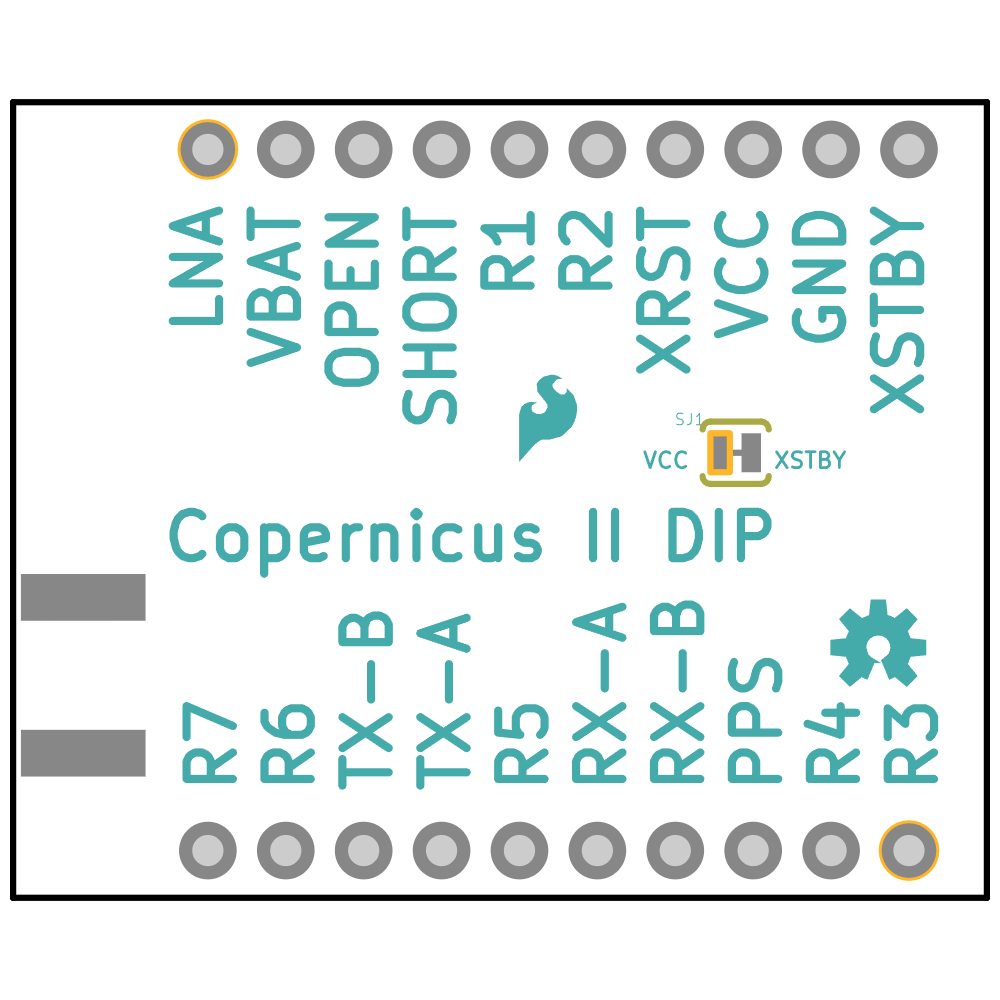 LNA
VBAT
OPEN
SHORT
R1
R2
XRST
VCC
GND
XSTBY
SJ1
VCC
XSTBY
Copernicus II DIP
R7
R6
TX-B
TX-A
R5
RX-A
RX-B
PPS
R4
R3